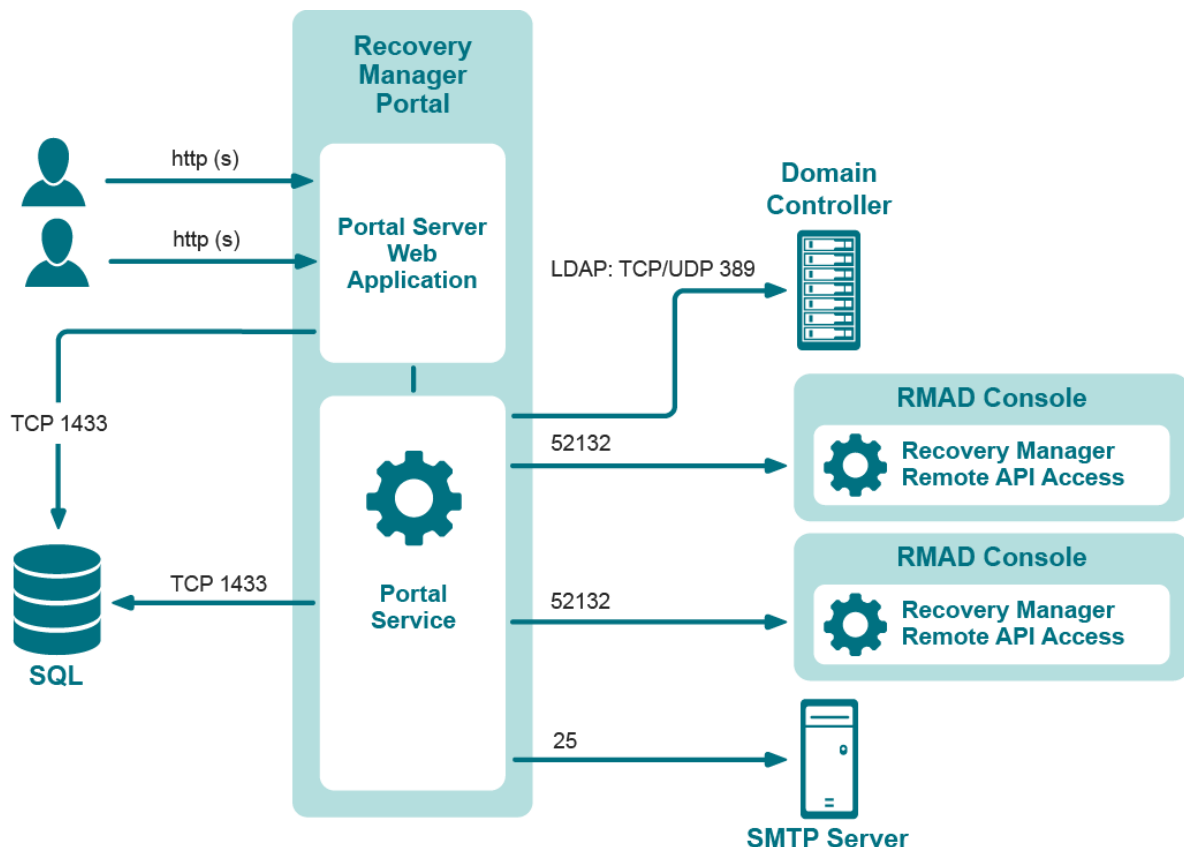 Recovery
Manager
Portal
http (s)
http (s)
Portal Server
Web
Application
TCP 1433
TCP 1433
SQL
Portal
Service
LDAP: TCP/UDP 389
Domain
Controller
52132
RMAD Console
Recovery Manager
Remote API Access
52132
RMAD Console
Recovery Manager
Remote API Access
25
SMTP Server